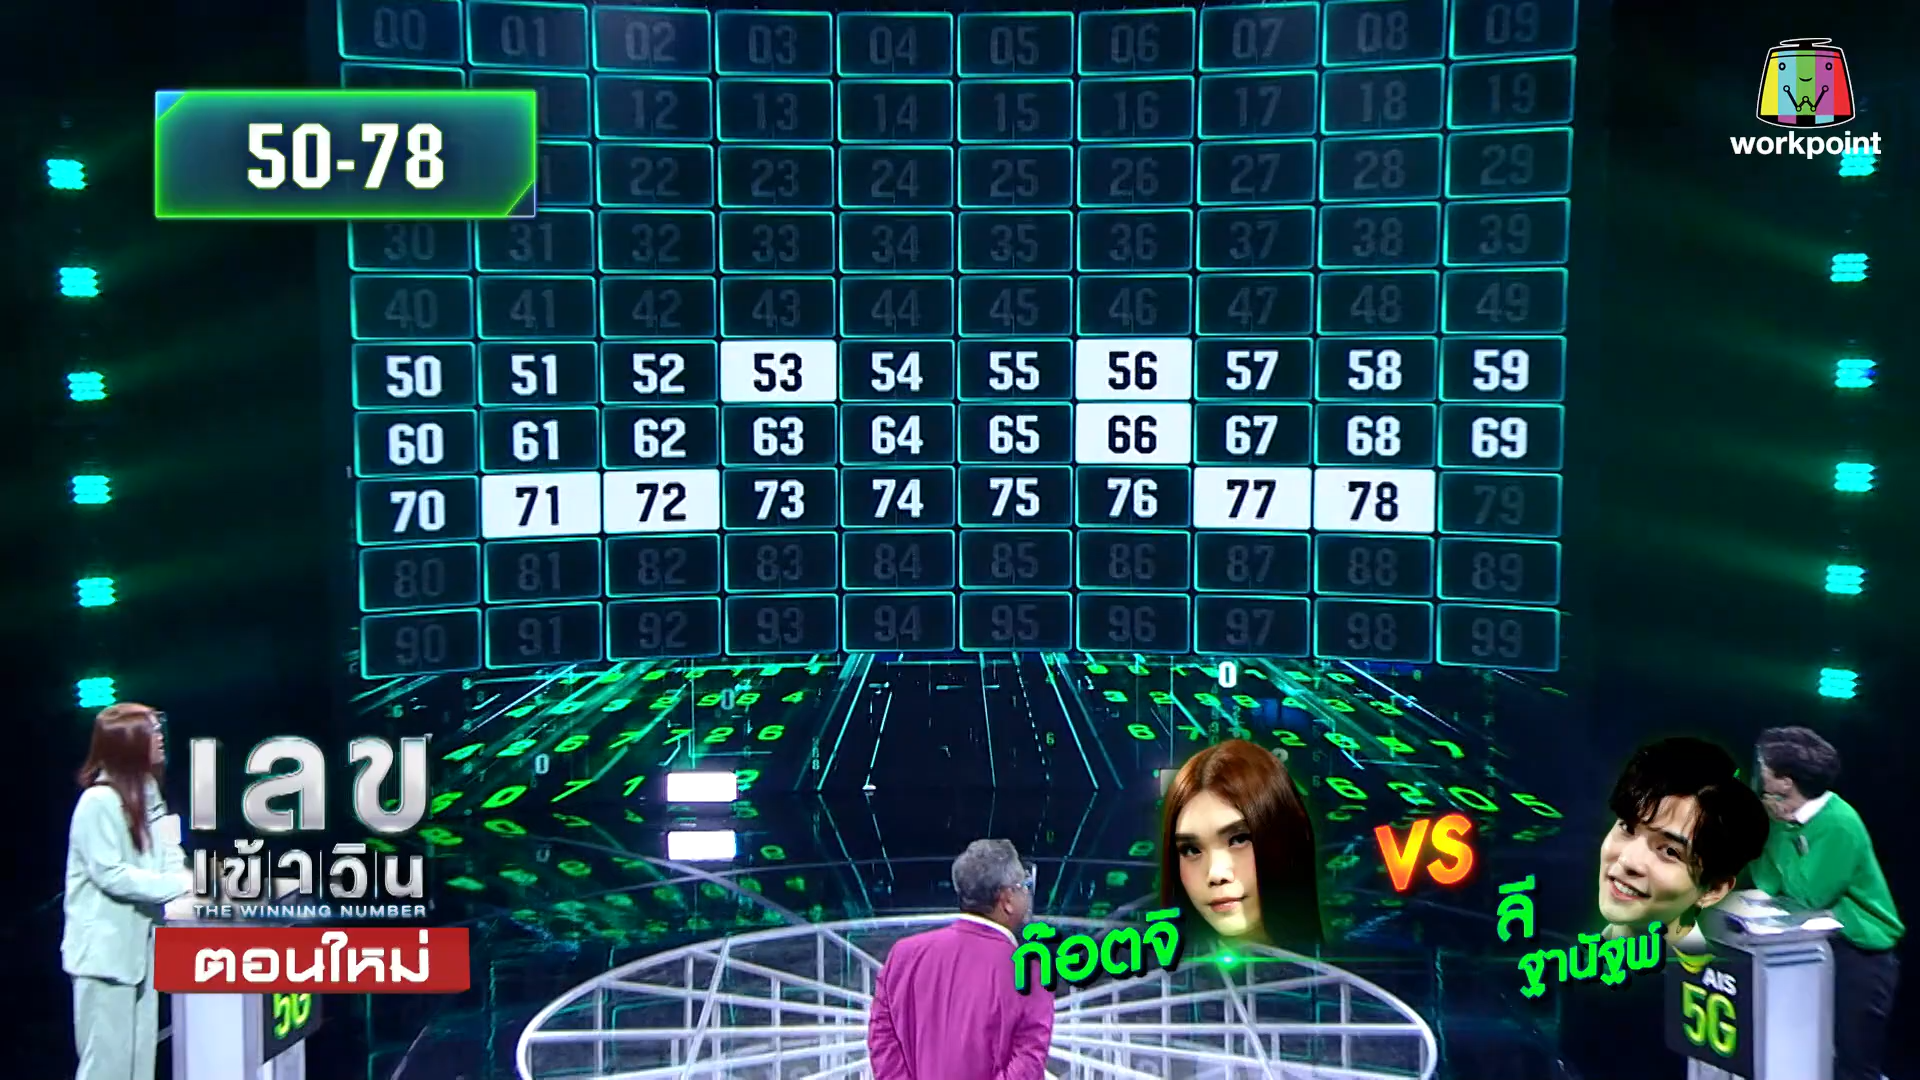 00 01 02 03 04 05 06 07 08 09
12 13 14 15 16 17 18 19
50-78
22 23 24 25 26 27 28 29
30 31 32 33 34 35 36 37 38 39
40 41 42 43 44 45 46 47 48 49
50 51 52 53 54 55 56 57 58 59
60 61 62 63 64 65 66 67 68 69
70 71 72 73 74 75 76 77 78 79
80 81 82 83 84 85 86 87 88 89
90 91 92 93 94 95 96 97 98 99
workpoint
เลข
เข้าวิน
THE WINNING NUMBER
ตอนใหม่
5G
ก๊อตจิ
VS
ลี
ฐานัฐพ์
AIS
5G